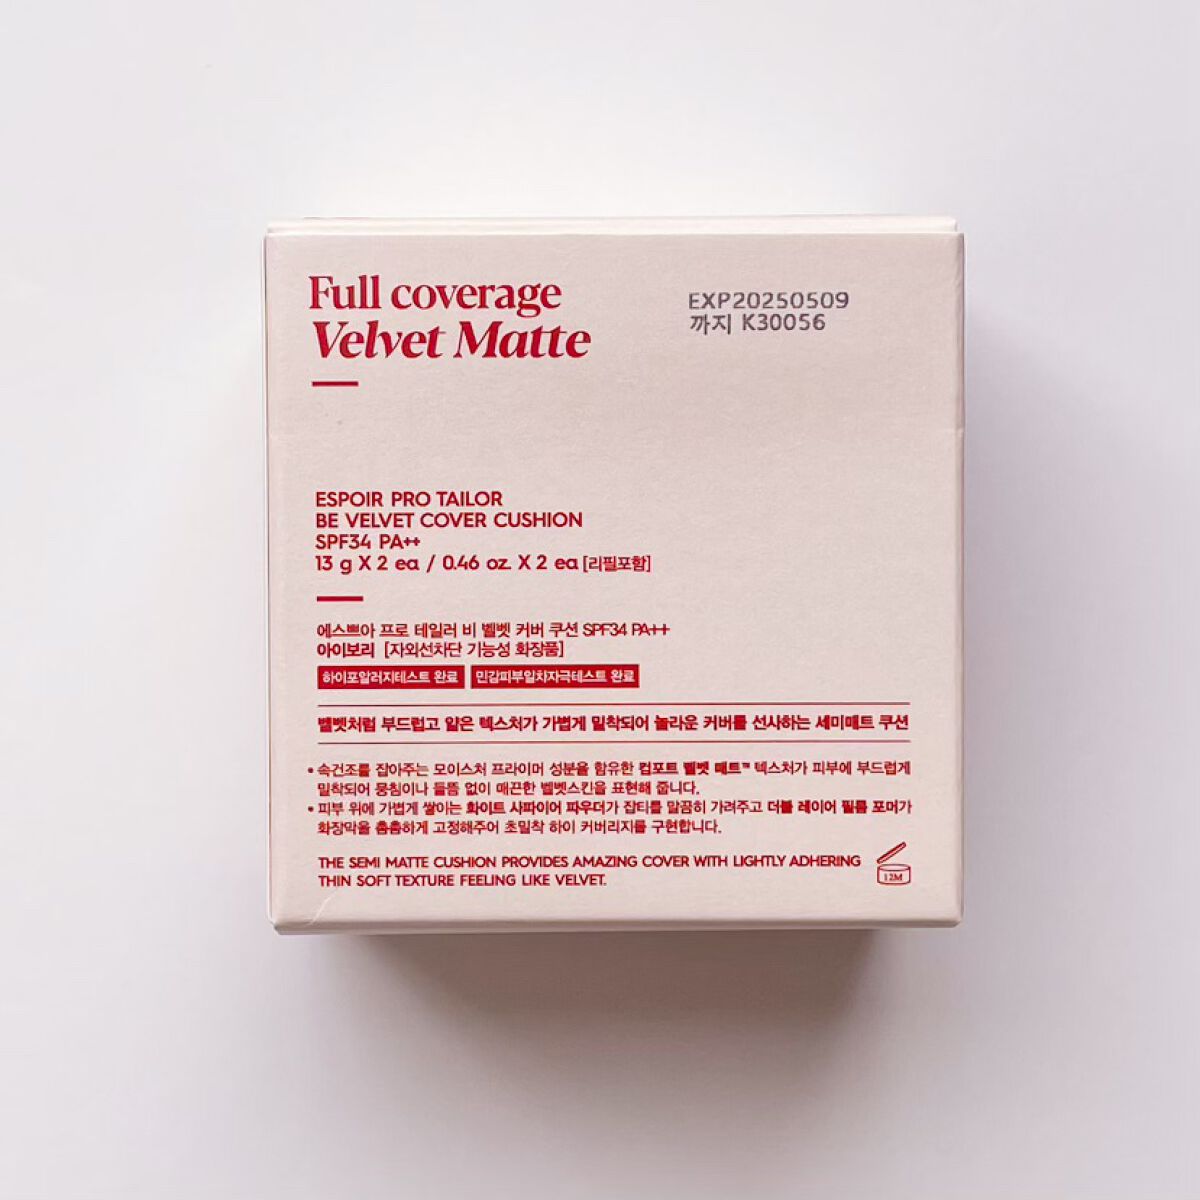 Full coverage
Velvet Matte
EXP20250509
까지 K30056
ESPOIR PRO TAILOR
BE VELVET COVER CUSHION
SPF34 PA++
13 g X 2 ea / 0.46 oz. X 2 ea [리필포함]
에스쁘아 프로 테일러 비 벨벳 커버 쿠션 SPF34 PA++
아이보리 [자외선차단 기능성 화장품]
하이포알러지테스트 완료 민감피부일차자극테스트 완료
벨벳처럼 부드럽고 얇은 텍스처가 가볍게 밀착되어 놀라운 커버를 선사하는 세미매트 쿠션
• 속건조를 잡아주는 모이스처 프라이머 성분을 함유한 컴포트 벨벳 매트™ 텍스처가 피부에 부드럽게
밀착되어 뭉침이나 들뜸 없이 매끈한 벨벳스킨을 표현해 줍니다.
• 피부 위에 가볍게 쌓이는 화이트 사파이어 파우더가 잡티를 말끔히 가려주고 더블 레이어 필름 포머가
화장막을 촘촘하게 고정해주어 초밀착 하이 커버리지를 구현합니다.
THE SEMI MATTE CUSHION PROVIDES AMAZING COVER WITH LIGHTLY ADHERING
THIN SOFT TEXTURE FEELING LIKE VELVET.
12M